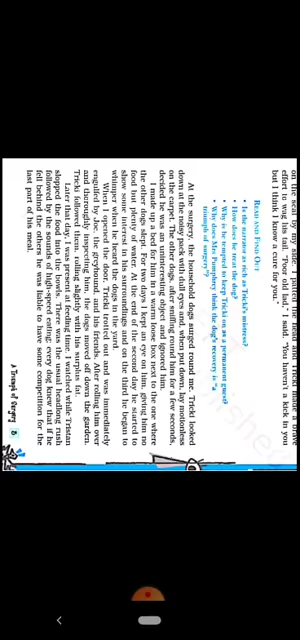 on the seat by my side.
effort to wag his tail. "Poor old lad," I said. "You haven't a kick in you
but I think I know a cure for you."
READ AND FIND OUT
• Is the narrator as rich as Tricki's mistress?
• How does he treat the dog?
• Why is he tempted to keep Tricki on as a permanent guest?
• Why does Mrs Pumphrey think the dog's recovery is "a
triumph of surgery"?
At the surgery, the household dogs surged round me. Tricki looked
down at the noisy pack with dull eyes and, when put down, lay motionless
on the carpet. The other dogs, after sniffing round him for a few seconds,
decided he was an uninteresting object and ignored him.
I made up a bed for him in a warm loose box next to the one where
the other dogs slept. For two days I kept an eye on him, giving him no
food but plenty of water. At the end of the second day he started to
show some interest in his surroundings and on the third he began to
whimper when he heard the dogs in the yard.
When I opened the door, Tricki trotted out and was immediately
engulfed by Joe, the greyhound, and his friends. After rolling him over
and thoroughly inspecting him, the dogs moved off down the garden.
Tricki followed them, rolling slightly with his surplus fat.
Later that day, I was present at feeding time. I watched while Tristan
slopped the food into the bowls. There was the usual headlong rush
followed by the sounds of high-speed eating; every dog knew that if he
fell behind the others he was liable to have some competition for the
last part of his meal.
A Triumph of Surgery